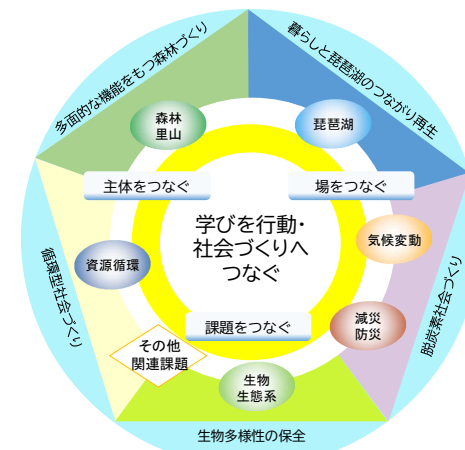 多面的な機能をもつ森林づくり
暮らしと琵琶湖のつながり再生
森林
里山
琵琶湖
主体をつなぐ
場をつなぐ
学びを行動・
社会づくりへ
つなぐ
資源循環
気候変動
循環型社会づくり
脱炭素社会づくり
課題をつなぐ
減災
防災
その他
関連課題
生物
生態系
生物多様性の保全